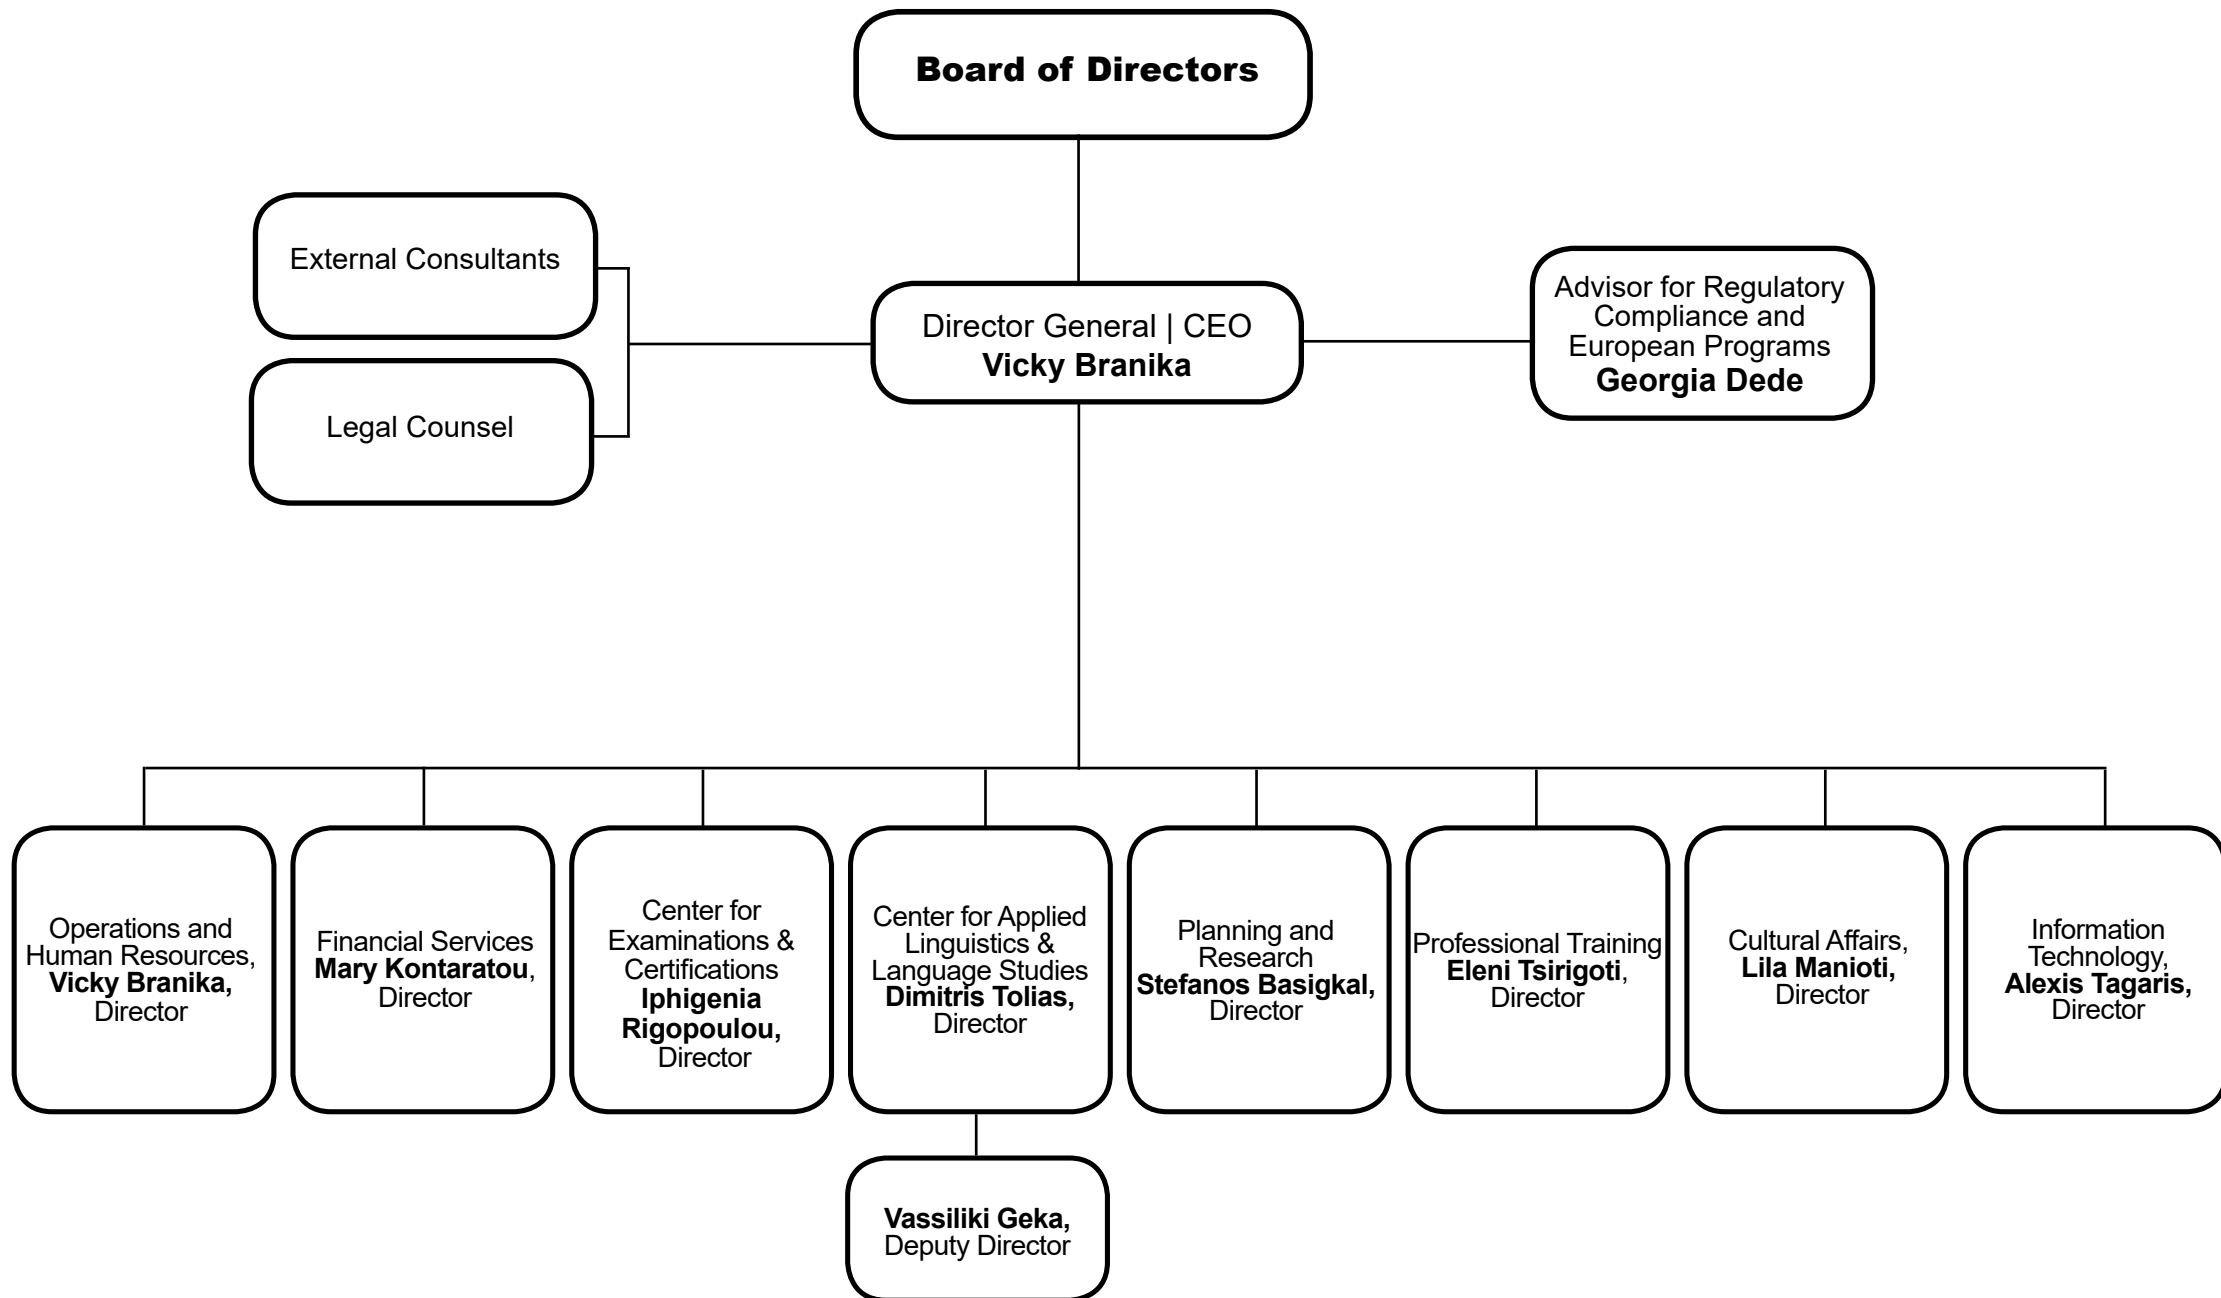 Board of Directors
External Consultants
Legal Counsel
Director General | CEO
Vicky Branika
Advisor for Regulatory
Compliance and
European Programs
Georgia Dede
Operations and
Human Resources,
Vicky Branika,
Director
Financial Services
Mary Kontaratou,
Director
Center for
Examinations &
Certifications
Iphigenia
Rigopoulou,
Director
Center for Applied
Linguistics &
Language Studies
Dimitris Tolias,
Director
Planning and
Research
Stefanos Basigkal,
Director
Professional Training
Eleni Tsirigoti,
Director
Cultural Affairs,
Lila Manioti,
Director
Information
Technology,
Alexis Tagaris,
Director
Vassiliki Geka,
Deputy Director